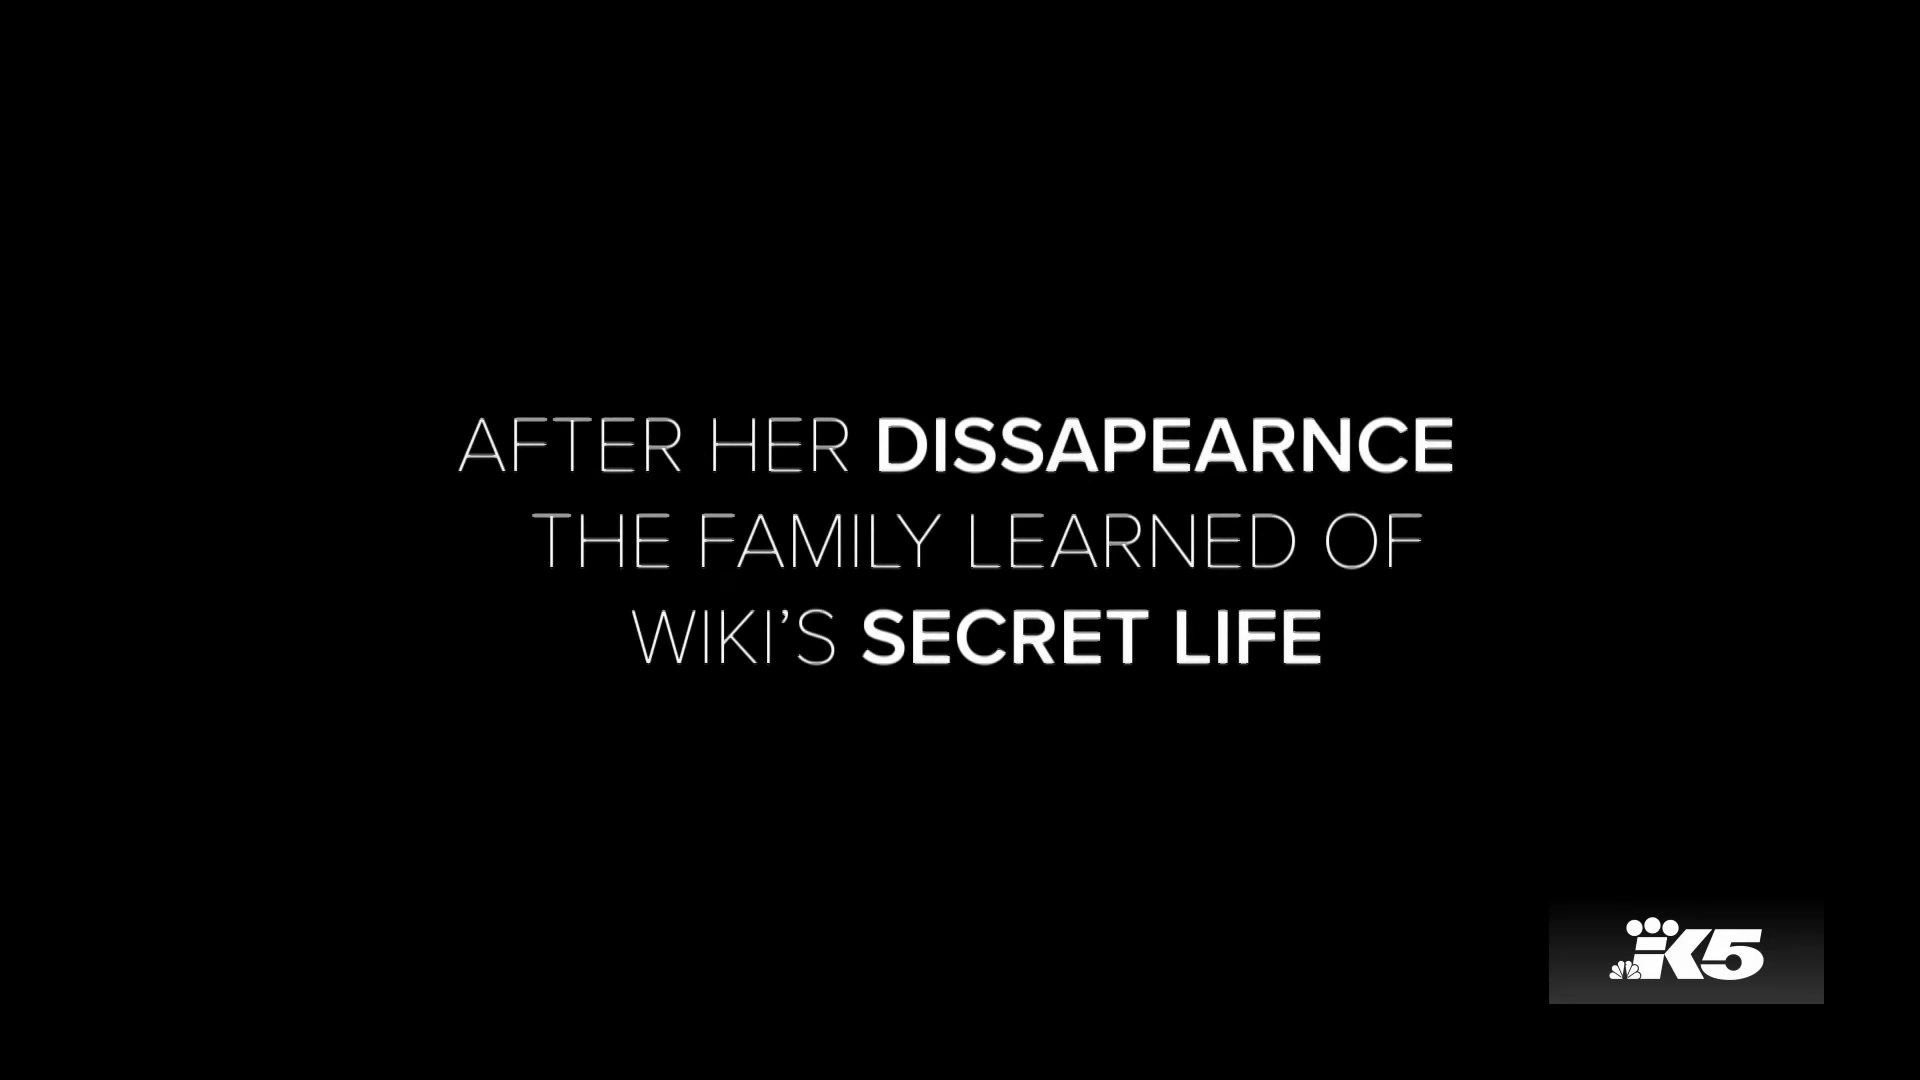 AFTER HER DISSAPEARNCE
THE FAMILY LEARNED OF
WIKI’S SECRET LIFE
K5